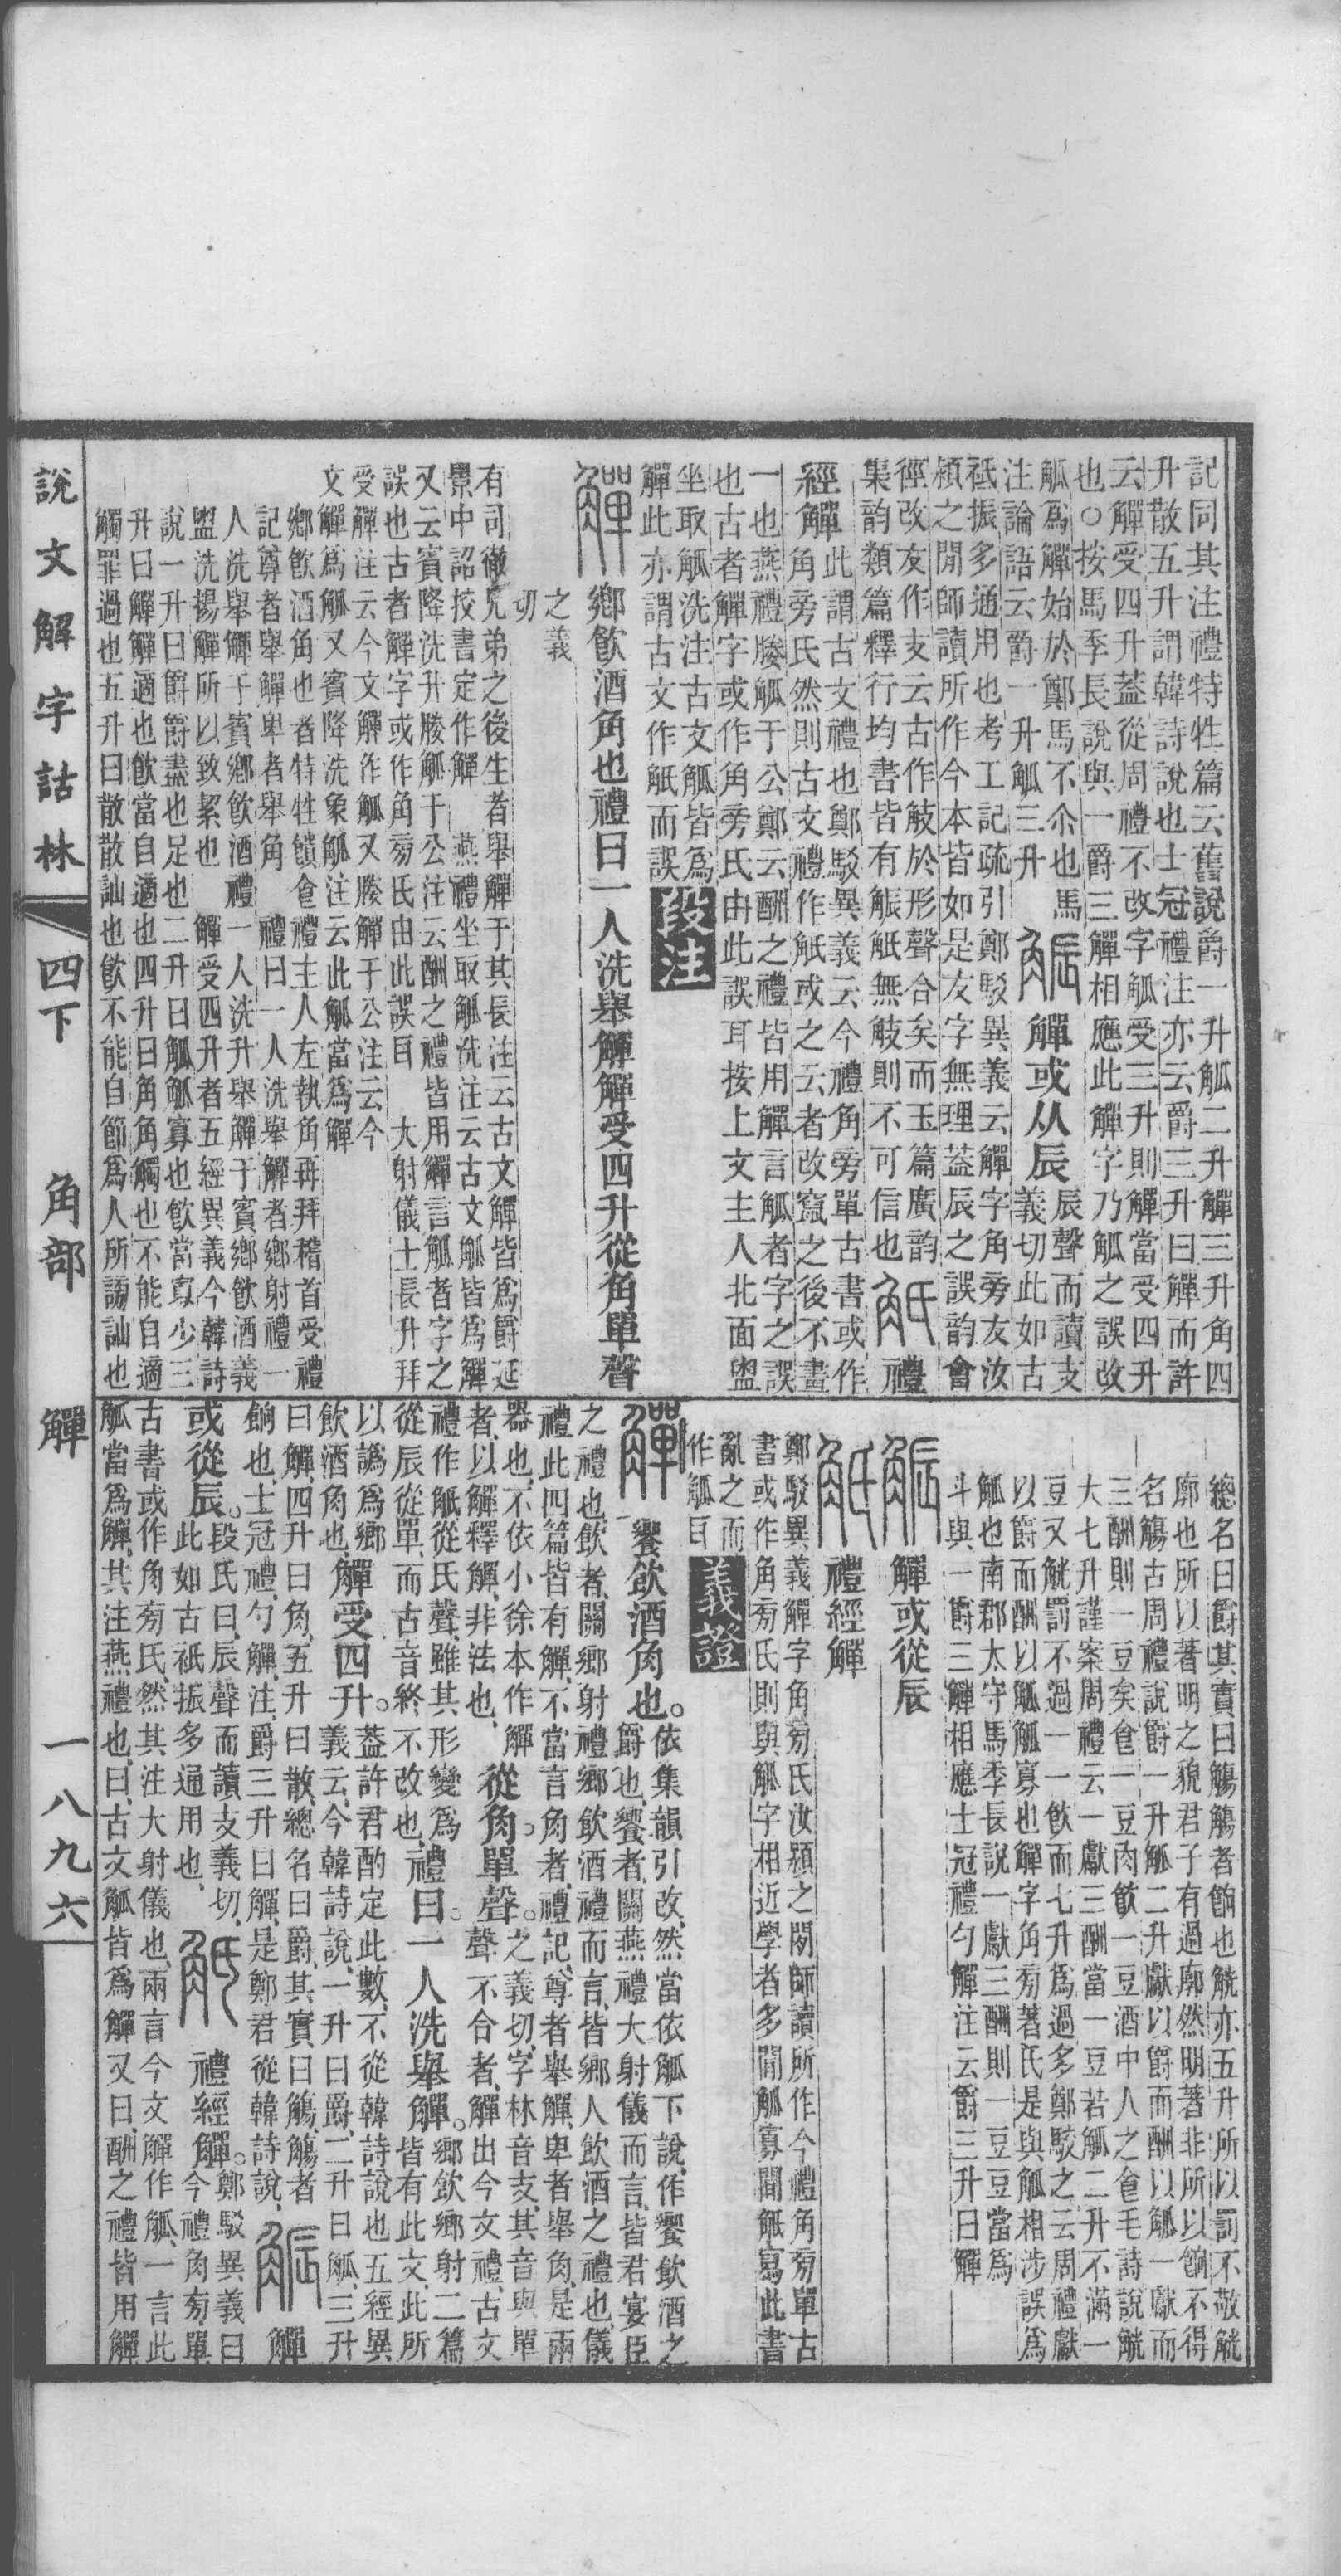 記同其注禮特牲篇云舊說爵一升觚二升觶三升角四
升散五升謂韓詩說也士冠禮注亦云爵三升曰觶而許
云觶受四升葢從周禮不改字觚受三升則觶當受四升
也○按馬季長說與一爵三觶相應此觶字乃觚之誤改
觚爲觶始於鄭馬不尒也馬
注論語云爵一升觚三升
觶或从辰
辰聲而讀支
義切此如古
祗振多通用也考工記疏引鄭駁異義云觶字角旁友汝
潁之閒師讀所作今本皆如是友字無理葢辰之誤韵會
徑改友作支云古作䚳於形聲合矣而玉篇廣韵
集韵類篇釋行均書皆有䚨觗無䚳則不可信也
觗
禮
經觶
此謂古文禮也鄭駁異義云今禮角旁單古書或作
角旁氏然則古文禮作觗或之云者改竄之後不畫
一也燕禮媵觚于公鄭云酬之禮皆用觶言觚者字之誤
也古者觶字或作角旁氏由此誤耳按上文主人北面盥
坐取觚洗注古文觚皆爲
觶此亦謂古文作觗而誤
段注
觶
鄉飲酒角也禮曰一人洗舉觶觶受四升從角單聲
之義
切
有司徹兄弟之後生者舉觶于其長注云古文觶皆爲爵延
景中詔挍書定作觶 燕禮坐取觚洗注云古文觚皆爲觶
又云賓降洗升媵觚于公注云酬之禮皆用觶言觚者字之
誤也古者觶字或作角旁氏由此誤耳 大射儀士長升拜
受觶注云今文觶作觚又媵觶于公注云今
文觶爲觚又賓降洗象觚注云此觚當爲觶
鄉飲酒角也者特牲饋食禮主人左執角再拜稽首受禮
記尊者舉觶卑者舉角 禮曰一人洗舉觶者鄉射禮一
人洗舉觶于賓鄉飲酒禮一人洗升舉觶于賓鄉飲酒義
盥洗揚觶所以致絜也 觶受四升者五經異義今韓詩
說一升曰爵爵盡也足也二升曰觚觚寡也飲當寡少三
升曰觶觶適也飲當自適也四升曰角角觸也不能自適
觸罪過也五升曰散散訕也飲不能自節爲人所謗訕也
總名曰爵其實曰觴觴者餉也觥亦五升所以罰不敬觥
廓也所以著明之貌君子有過廓然明著非所以餉不得
名觴古周禮說爵一升觚二升獻以爵而酬以觚一獻而
三酬則一豆矣食一豆肉飲一豆酒中人之食毛詩說觥
大七升謹案周禮云一獻三酬當一豆若觚二升不滿一
豆又觥罰不過一一飲而七升爲過多鄭駁之云周禮獻
以爵而酬以觚觚寡也觶字角旁著氏是與觚相涉誤爲
觚也南郡太守馬季長說一獻三酬則一豆豆當爲
斗與一爵三觶相應士冠禮勺觶注云爵三升曰觶
䚨
觶或從辰
觗
禮經觶
鄭駁異義觶字角旁氏汝潁之閒師讀所作今禮角旁單古
書或作角旁氏則與觚字相近學者多聞觚寡聞觗寫此書
亂之而
作觚耳
義證
觶
饗飲酒角也。
依集韻引改然當依觚下說作饗飲酒之
爵也饗者關燕禮大射儀而言皆君宴臣
之禮也飲者關鄉射禮鄉飲酒禮而言皆鄉人飲酒之禮也儀
禮此四篇皆有觶不當言角者禮記尊者舉觶卑者舉角是兩
器也不依小徐本作觶
者以觶釋觶非法也
從角。單聲。
之義切字林音支其音與單
聲不合者觶出今文禮古文
禮作觗從氏聲雖其形變爲
從辰從單而古音終不改也
禮曰。一人洗舉觶。
鄉飲鄉射二篇
皆有此文此所
以譌爲鄉
飲酒角也
觶受四升。
葢許君酌定此數不從韓詩說也五經異
義云今韓詩說一升曰爵二升曰觚三升
曰觶四升曰角五升曰散總名曰爵其實曰觴觴者
餉也士冠禮勺觶注爵三升曰觶是鄭君從韓詩說
䚨
觶
或從辰。
段氏曰辰聲而讀支義切
此如古祇振多通用也
觗
禮經觶。
鄭駁異義曰
今禮角旁單
古書或作角旁氏然其注大射儀也兩言今文觶作觚一言此
觚當爲觶其注燕禮也曰古文觚皆爲觶又曰酬之禮皆用觶
說文解字詁林 四下 角部 觶 一八九六